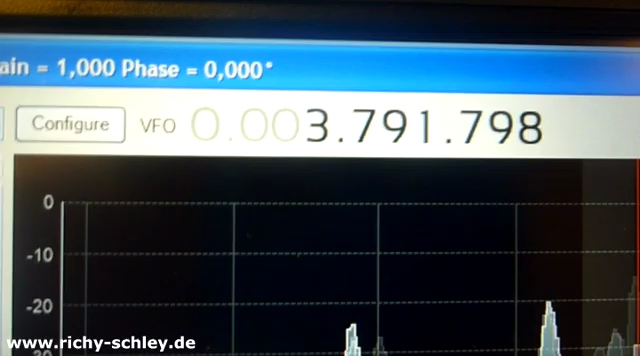 ain = 1,000 Phase = 0,000°
Configure VFO 0.003.791.798
0
-10
-20
www.richy-schley.de